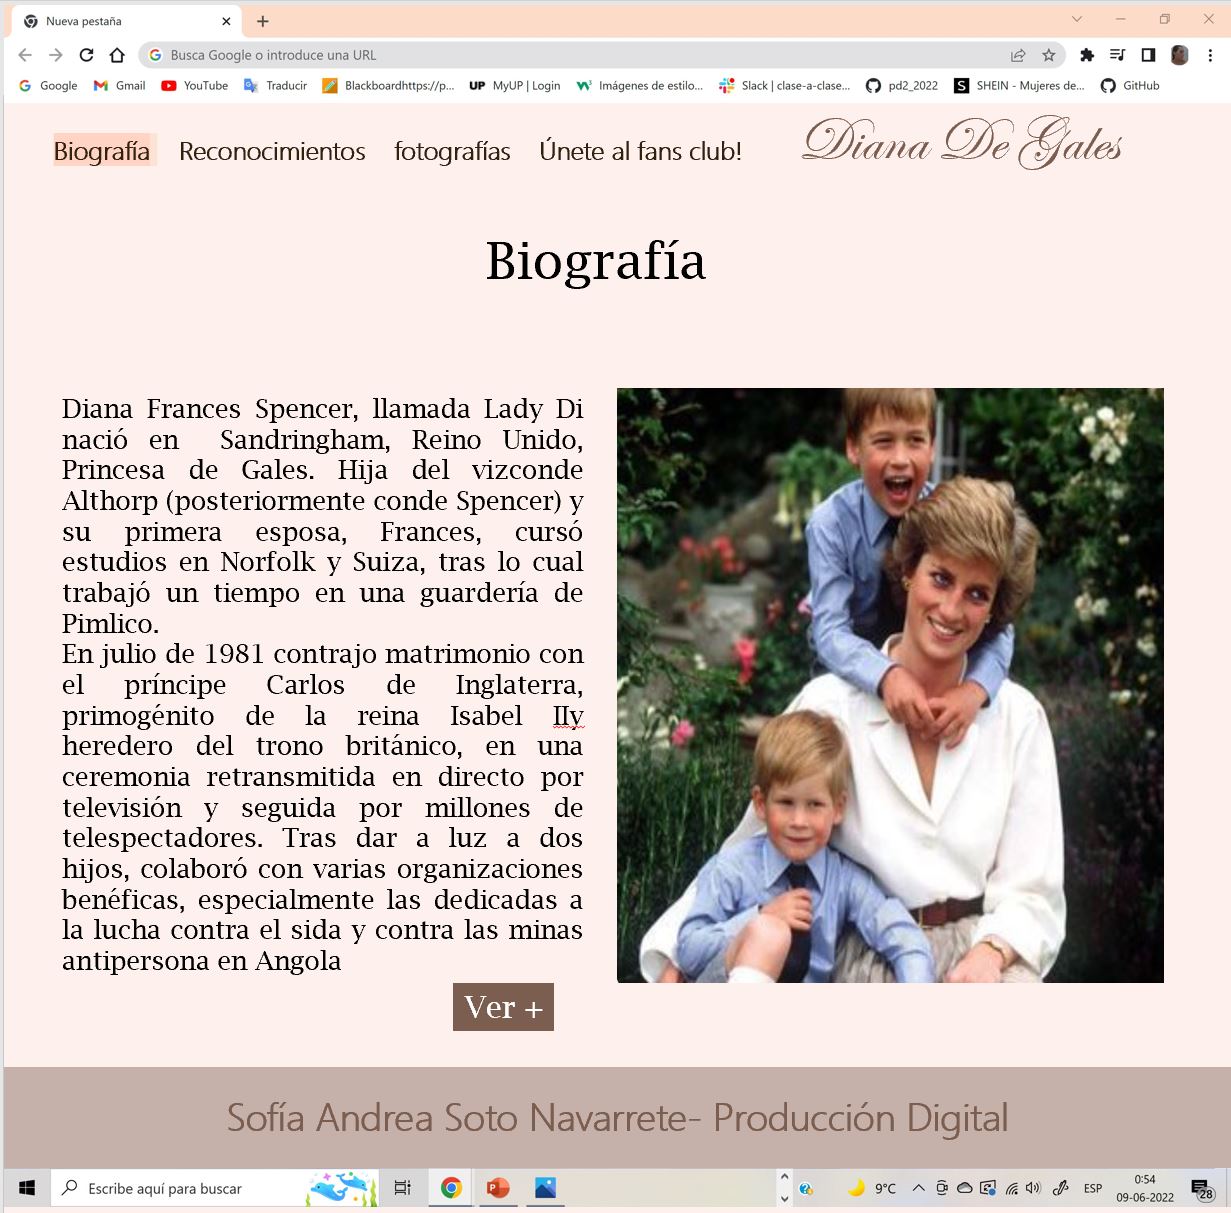 Nueva pestaña
Busca Google o introduce una URL
Google Gmail YouTube Traducir Blackboardhttps://p... UP MyUP | Login Imágenes de estilo... Slack | clase-a-clase... pd2_2022 SHEIN - Mujeres de... GitHub
Biografía Reconocimientos fotografías Únete al fans club! Diana De Gales
Biografía
Diana Frances Spencer, llamada Lady Di
nació en Sandringham, Reino Unido,
Princesa de Gales. Hija del vizconde
Althorp (posteriormente conde Spencer) y
su primera esposa, Frances, cursó
estudios en Norfolk y Suiza, tras lo cual
trabajó un tiempo en una guardería de
Pimlico.
En julio de 1981 contrajo matrimonio con
el príncipe Carlos de Inglaterra,
primogénito de la reina Isabel IIy
heredero del trono británico, en una
ceremonia retransmitida en directo por
televisión y seguida por millones de
telespectadores. Tras dar a luz a dos
hijos, colaboró con varias organizaciones
benéficas, especialmente las dedicadas a
la lucha contra el sida y contra las minas
antipersona en Angola
Ver +
Sofía Andrea Soto Navarrete- Producción Digital
Escribe aquí para buscar
9°C ESP 0:54
09-06-2022
28